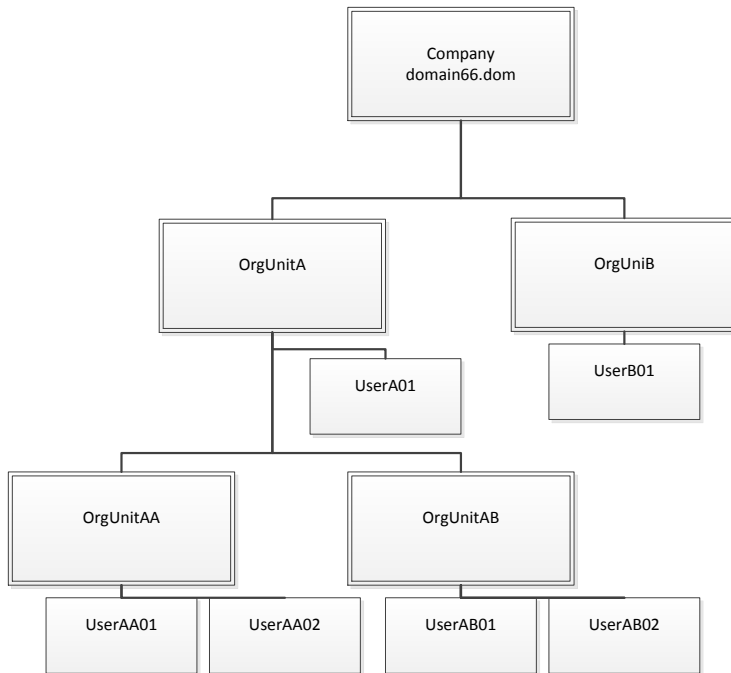 Company
domain66.dom
OrgUnitA
OrgUniB
UserA01
UserB01
OrgUnitAA
OrgUnitAB
UserAA01
UserAA02
UserAB01
UserAB02